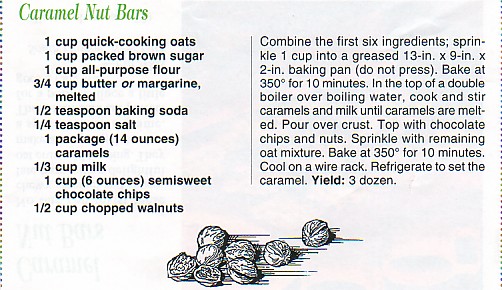 Caramel Nut Bars
1 cup quick-cooking oats
1 cup packed brown sugar
1 cup all-purpose flour
3/4 cup butter or margarine,
melted
1/2 teaspoon baking soda
1/4 teaspoon salt
1 package (14 ounces)
caramels
1/3 cup milk
1 cup (6 ounces) semisweet
chocolate chips
1/2 cup chopped walnuts
Combine the first six ingredients; sprin-
kle 1 cup into a greased 13-in. x 9-in. x
2-in. baking pan (do not press). Bake at
350° for 10 minutes. In the top of a double
boiler over boiling water, cook and stir
caramels and milk until caramels are melt-
ed. Pour over crust. Top with chocolate
chips and nuts. Sprinkle with remaining
oat mixture. Bake at 350° for 10 minutes.
Cool on a wire rack. Refrigerate to set the
caramel. Yield: 3 dozen.